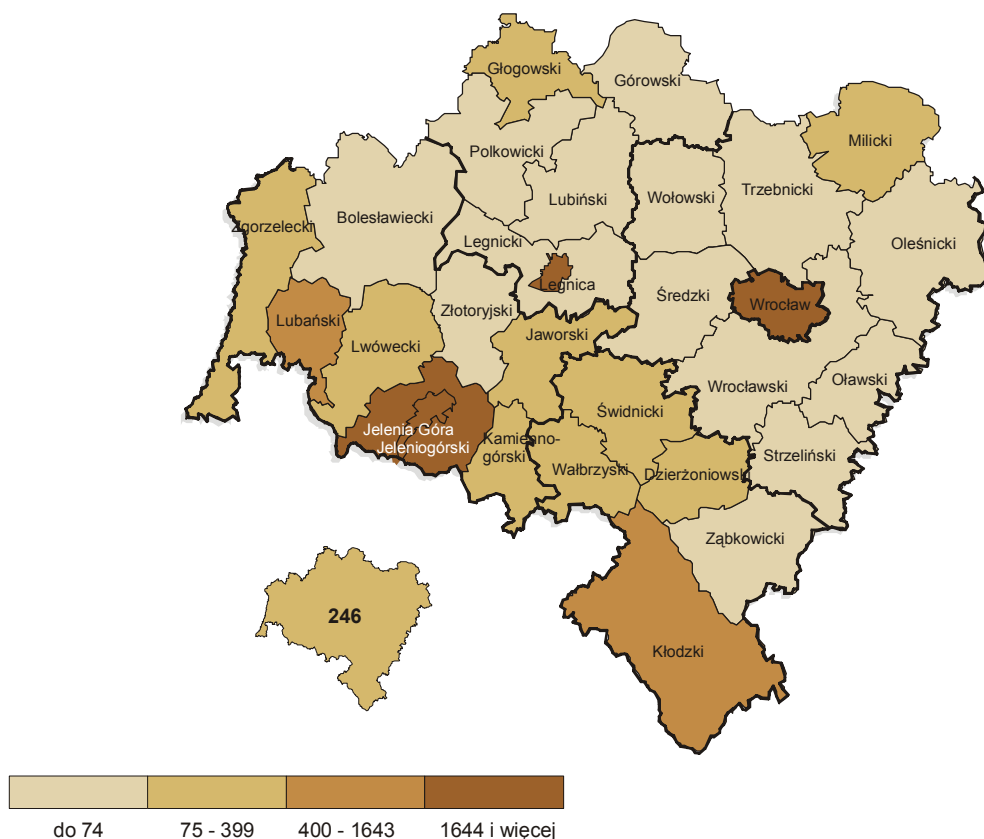 Głogowski
Górowski
Milicki
Polkowicki
Trzebnicki
Lubiński
Wołowski
Bolesławiecki
Zgorzelecki
Legnicki
Oleśnicki
Legnica
Średzki
Wrocław
Złotoryjski
Lubański
Jaworski
Lwówecki
Wrocławski
Oławski
Świdnicki
Jelenia Góra
Jeleniogórski
Kamienno-
górski
Strzeliński
Wałbrzyski
Dzierżoniowski
Ząbkowicki
246
Kłodzki
do 74
75 - 399
400 - 1643
1644 i więcej